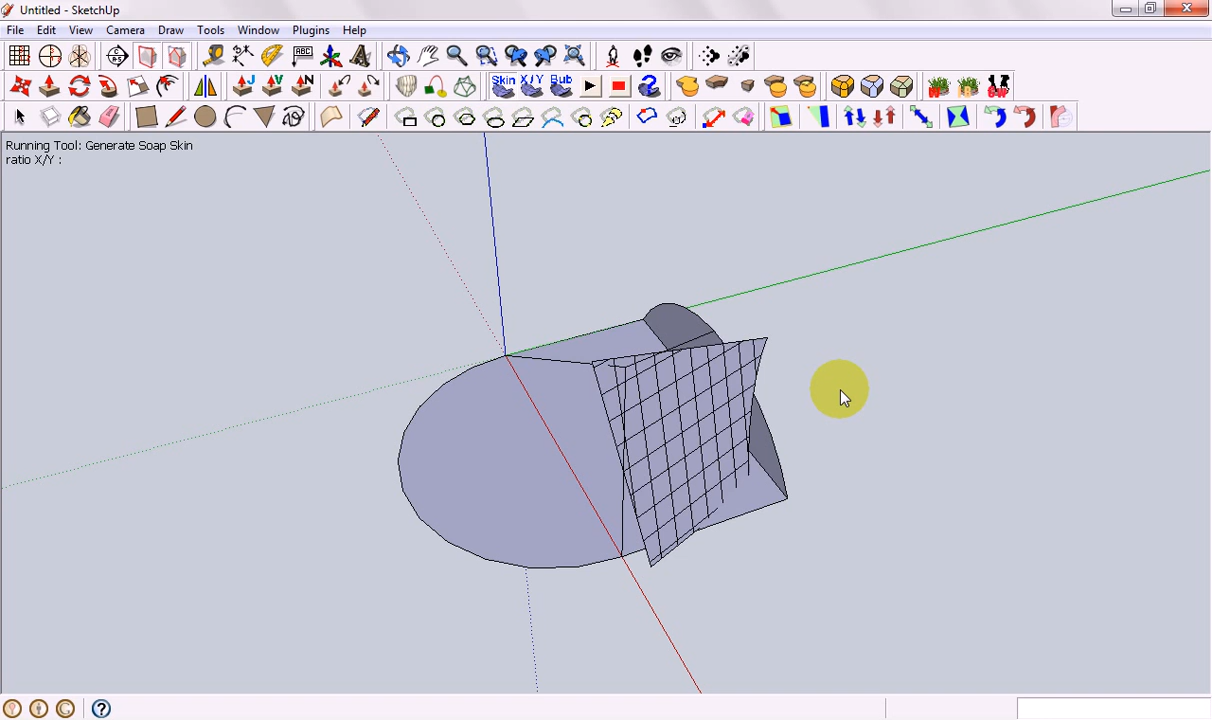 Untitled - SketchUp
File Edit View Camera Draw Tools Window Plugins Help
ABC A
J V N Skin X/Y Bub
Running Tool: Generate Soap Skin
ratio X/Y :